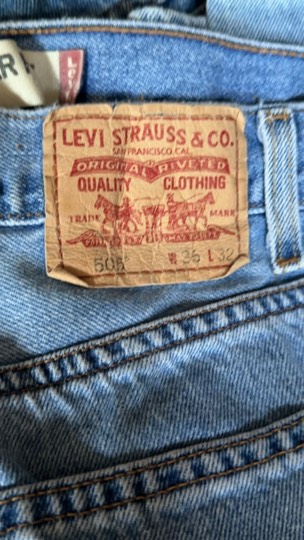 LEVI STRAUSS & CO.
SAN FRANCISCO, CAL.
ORIGINAL RIVETED
QUALITY CLOTHING
TRADE MARK
505 W 36 L 32